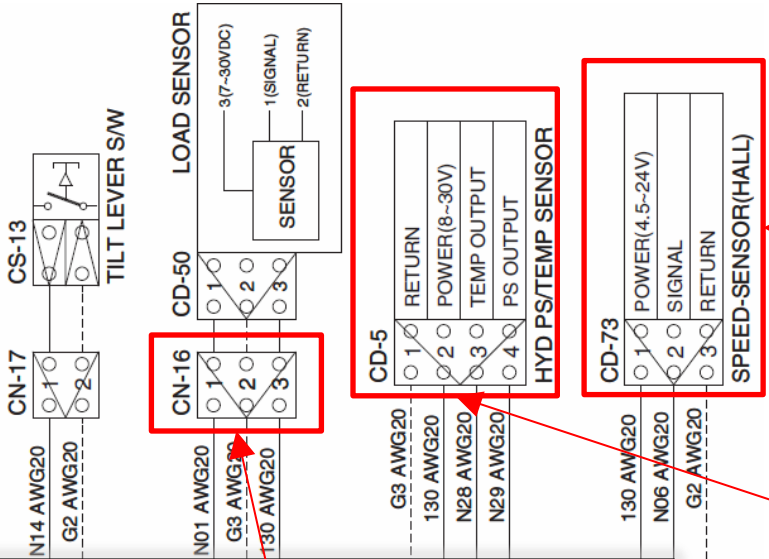 CS-13
TILT LEVER S/W
CN-17
1
2
N14 AWG20
G2 AWG20
LOAD SENSOR
3(7~30VDC)
1(SIGNAL)
2(RETURN)
SENSOR
CD-50
1
2
3
CN-16
1
2
3
N01 AWG20
G3 AWG20
130 AWG20
CD-5
RETURN
POWER(8~30V)
TEMP OUTPUT
PS OUTPUT
1
2
3
4
HYD PS/TEMP SENSOR
G3 AWG20
130 AWG20
N28 AWG20
N29 AWG20
CD-73
POWER(4.5~24V)
SIGNAL
RETURN
1
2
3
SPEED-SENSOR(HALL)
130 AWG20
N06 AWG20
G2 AWG20